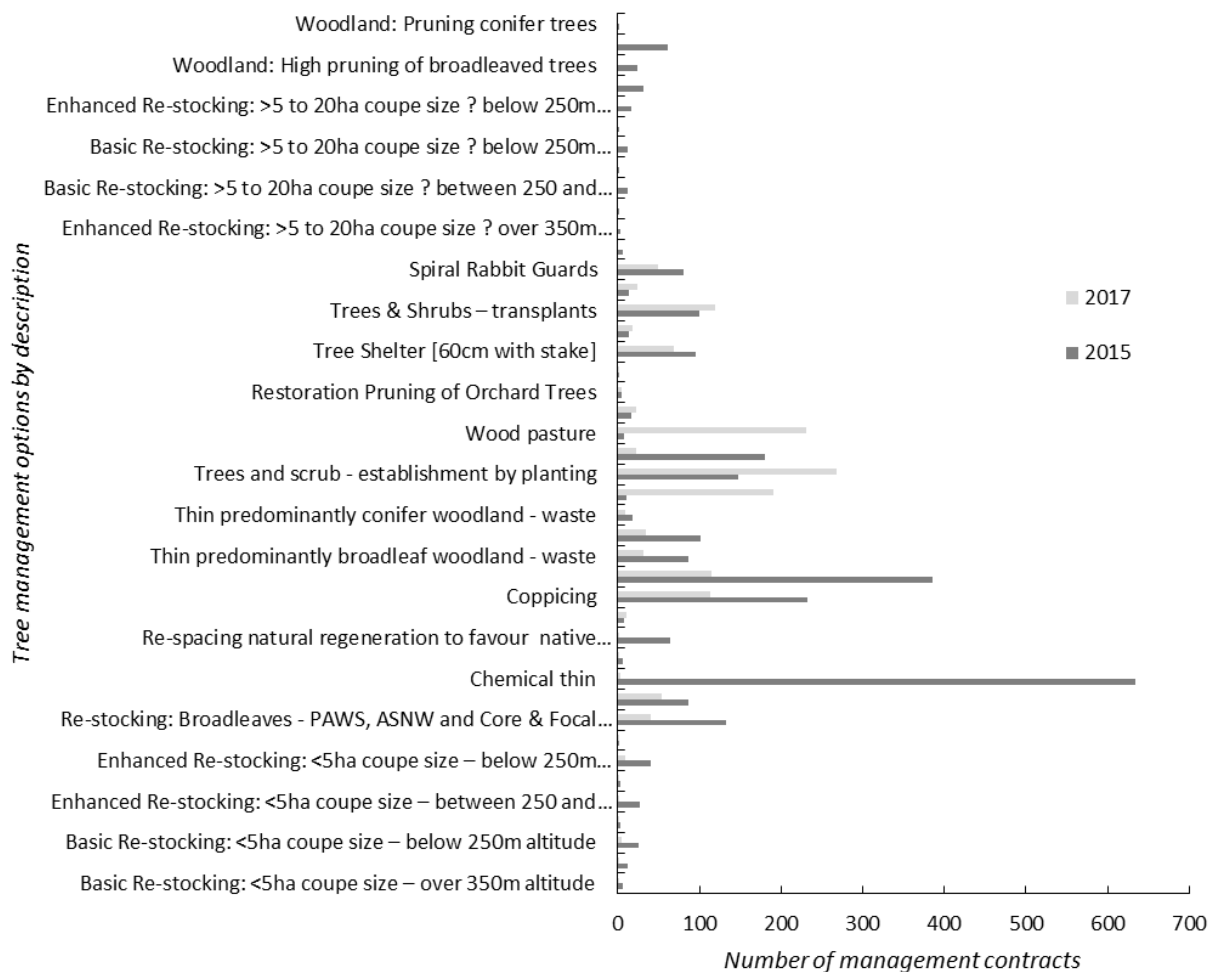 Woodland: Pruning conifer trees
Woodland: High pruning of broadleaved trees
Enhanced Re-stocking: >5 to 20ha coupe size ? below 250m...
Basic Re-stocking: >5 to 20ha coupe size ? below 250m...
Basic Re-stocking: >5 to 20ha coupe size ? between 250 and...
Enhanced Re-stocking: >5 to 20ha coupe size ? over 350m...
Spiral Rabbit Guards
Trees & Shrubs – transplants
Tree Shelter [60cm with stake]
Restoration Pruning of Orchard Trees
Wood pasture
Trees and scrub - establishment by planting
Thin predominantly conifer woodland - waste
Thin predominantly broadleaf woodland - waste
Coppicing
Re-spacing natural regeneration to favour  native...
Chemical thin
Re-stocking: Broadleaves - PAWS, ASNW and Core & Focal...
Enhanced Re-stocking: <5ha coupe size – below 250m...
Enhanced Re-stocking: <5ha coupe size – between 250 and...
Basic Re-stocking: <5ha coupe size – below 250m altitude
Basic Re-stocking: <5ha coupe size – over 350m altitude
Tree management options by description
2017
2015
0 100 200 300 400 500 600 700
Number of management contracts